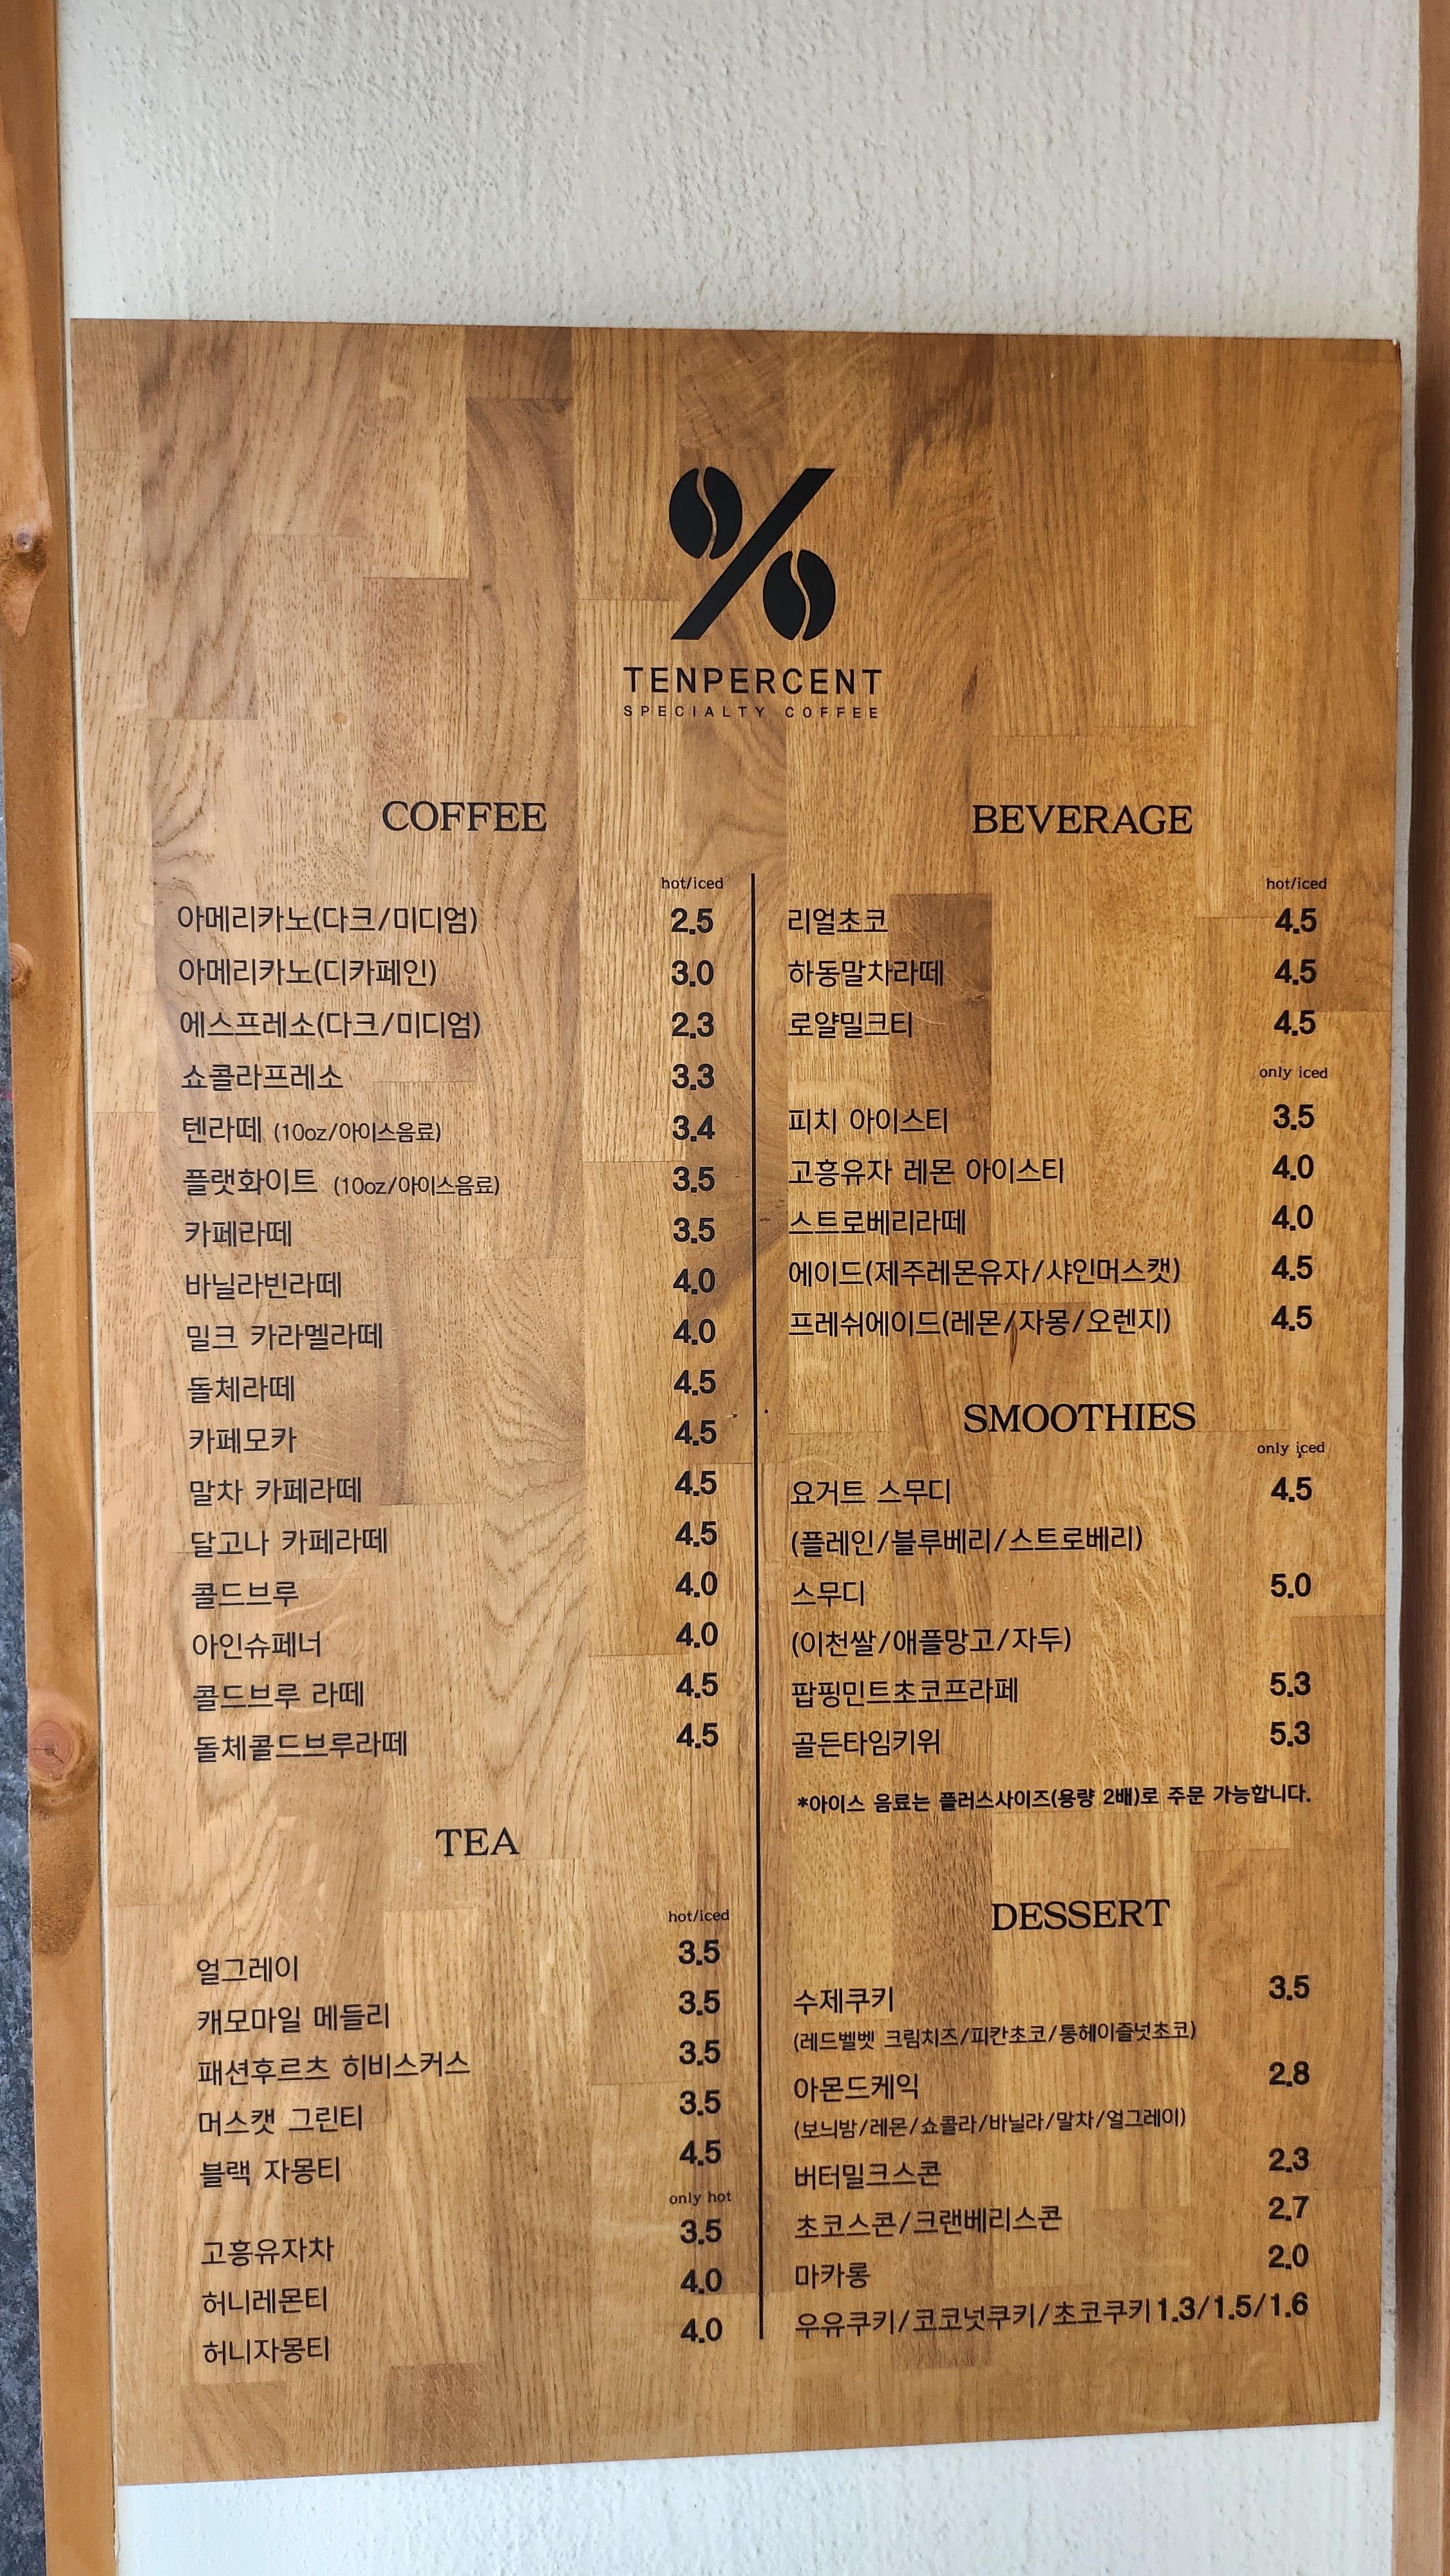 TENPERCENT
SPECIALTY COFFEE
COFFEE
hot/iced
아메리카노(다크/미디엄) 2.5
아메리카노(디카페인) 3.0
에스프레소(다크/미디엄) 2.3
쇼콜라프레소 3.3
텐라떼 (10oz/아이스음료) 3.4
플랫화이트 (10oz/아이스음료) 3.5
카페라떼 3.5
바닐라빈라떼 4.0
밀크 카라멜라떼 4.0
돌체라떼 4.5
카페모카 4.5
말차 카페라떼 4.5
달고나 카페라떼 4.5
콜드브루 4.0
아인슈페너 4.0
콜드브루 라떼 4.5
돌체콜드브루라떼 4.5
TEA
hot/iced
얼그레이 3.5
캐모마일 메들리 3.5
패션후르츠 히비스커스 3.5
머스캣 그린티 3.5
블랙 자몽티 4.5
only hot
고흥유자차 3.5
허니레몬티 4.0
허니자몽티 4.0
BEVERAGE
hot/iced
리얼초코 4.5
하동말차라떼 4.5
로얄밀크티 4.5
only iced
피치 아이스티 3.5
고흥유자 레몬 아이스티 4.0
스트로베리라떼 4.0
에이드(제주레몬유자/샤인머스캣) 4.5
프레쉬에이드(레몬/자몽/오렌지) 4.5
SMOOTHIES
only iced
요거트 스무디 4.5
(플레인/블루베리/스트로베리)
스무디 5.0
(이천쌀/애플망고/자두)
팝핑민트초코프라페 5.3
골든타임키위 5.3
*아이스 음료는 플러스사이즈(용량 2배)로 주문 가능합니다.
DESSERT
수제쿠키 3.5
(레드벨벳 크림치즈/피칸초코/통헤이즐넛초코)
아몬드케익 2.8
(보늬밤/레몬/쇼콜라/바닐라/말차/얼그레이)
버터밀크스콘 2.3
초코스콘/크랜베리스콘 2.7
마카롱 2.0
우유쿠키/코코넛쿠키/초코쿠키 1.3/1.5/1.6